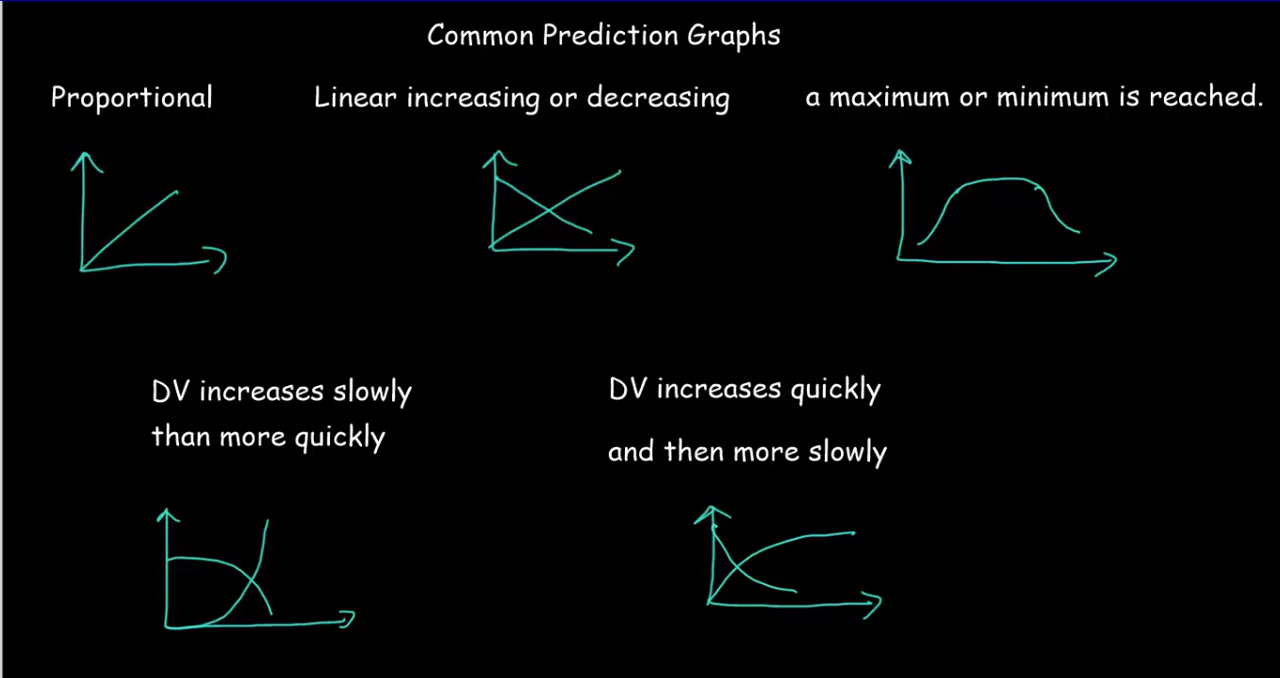 Common Prediction Graphs
Proportional
Linear increasing or decreasing
a maximum or minimum is reached.
DV increases slowly
than more quickly
DV increases quickly
and then more slowly